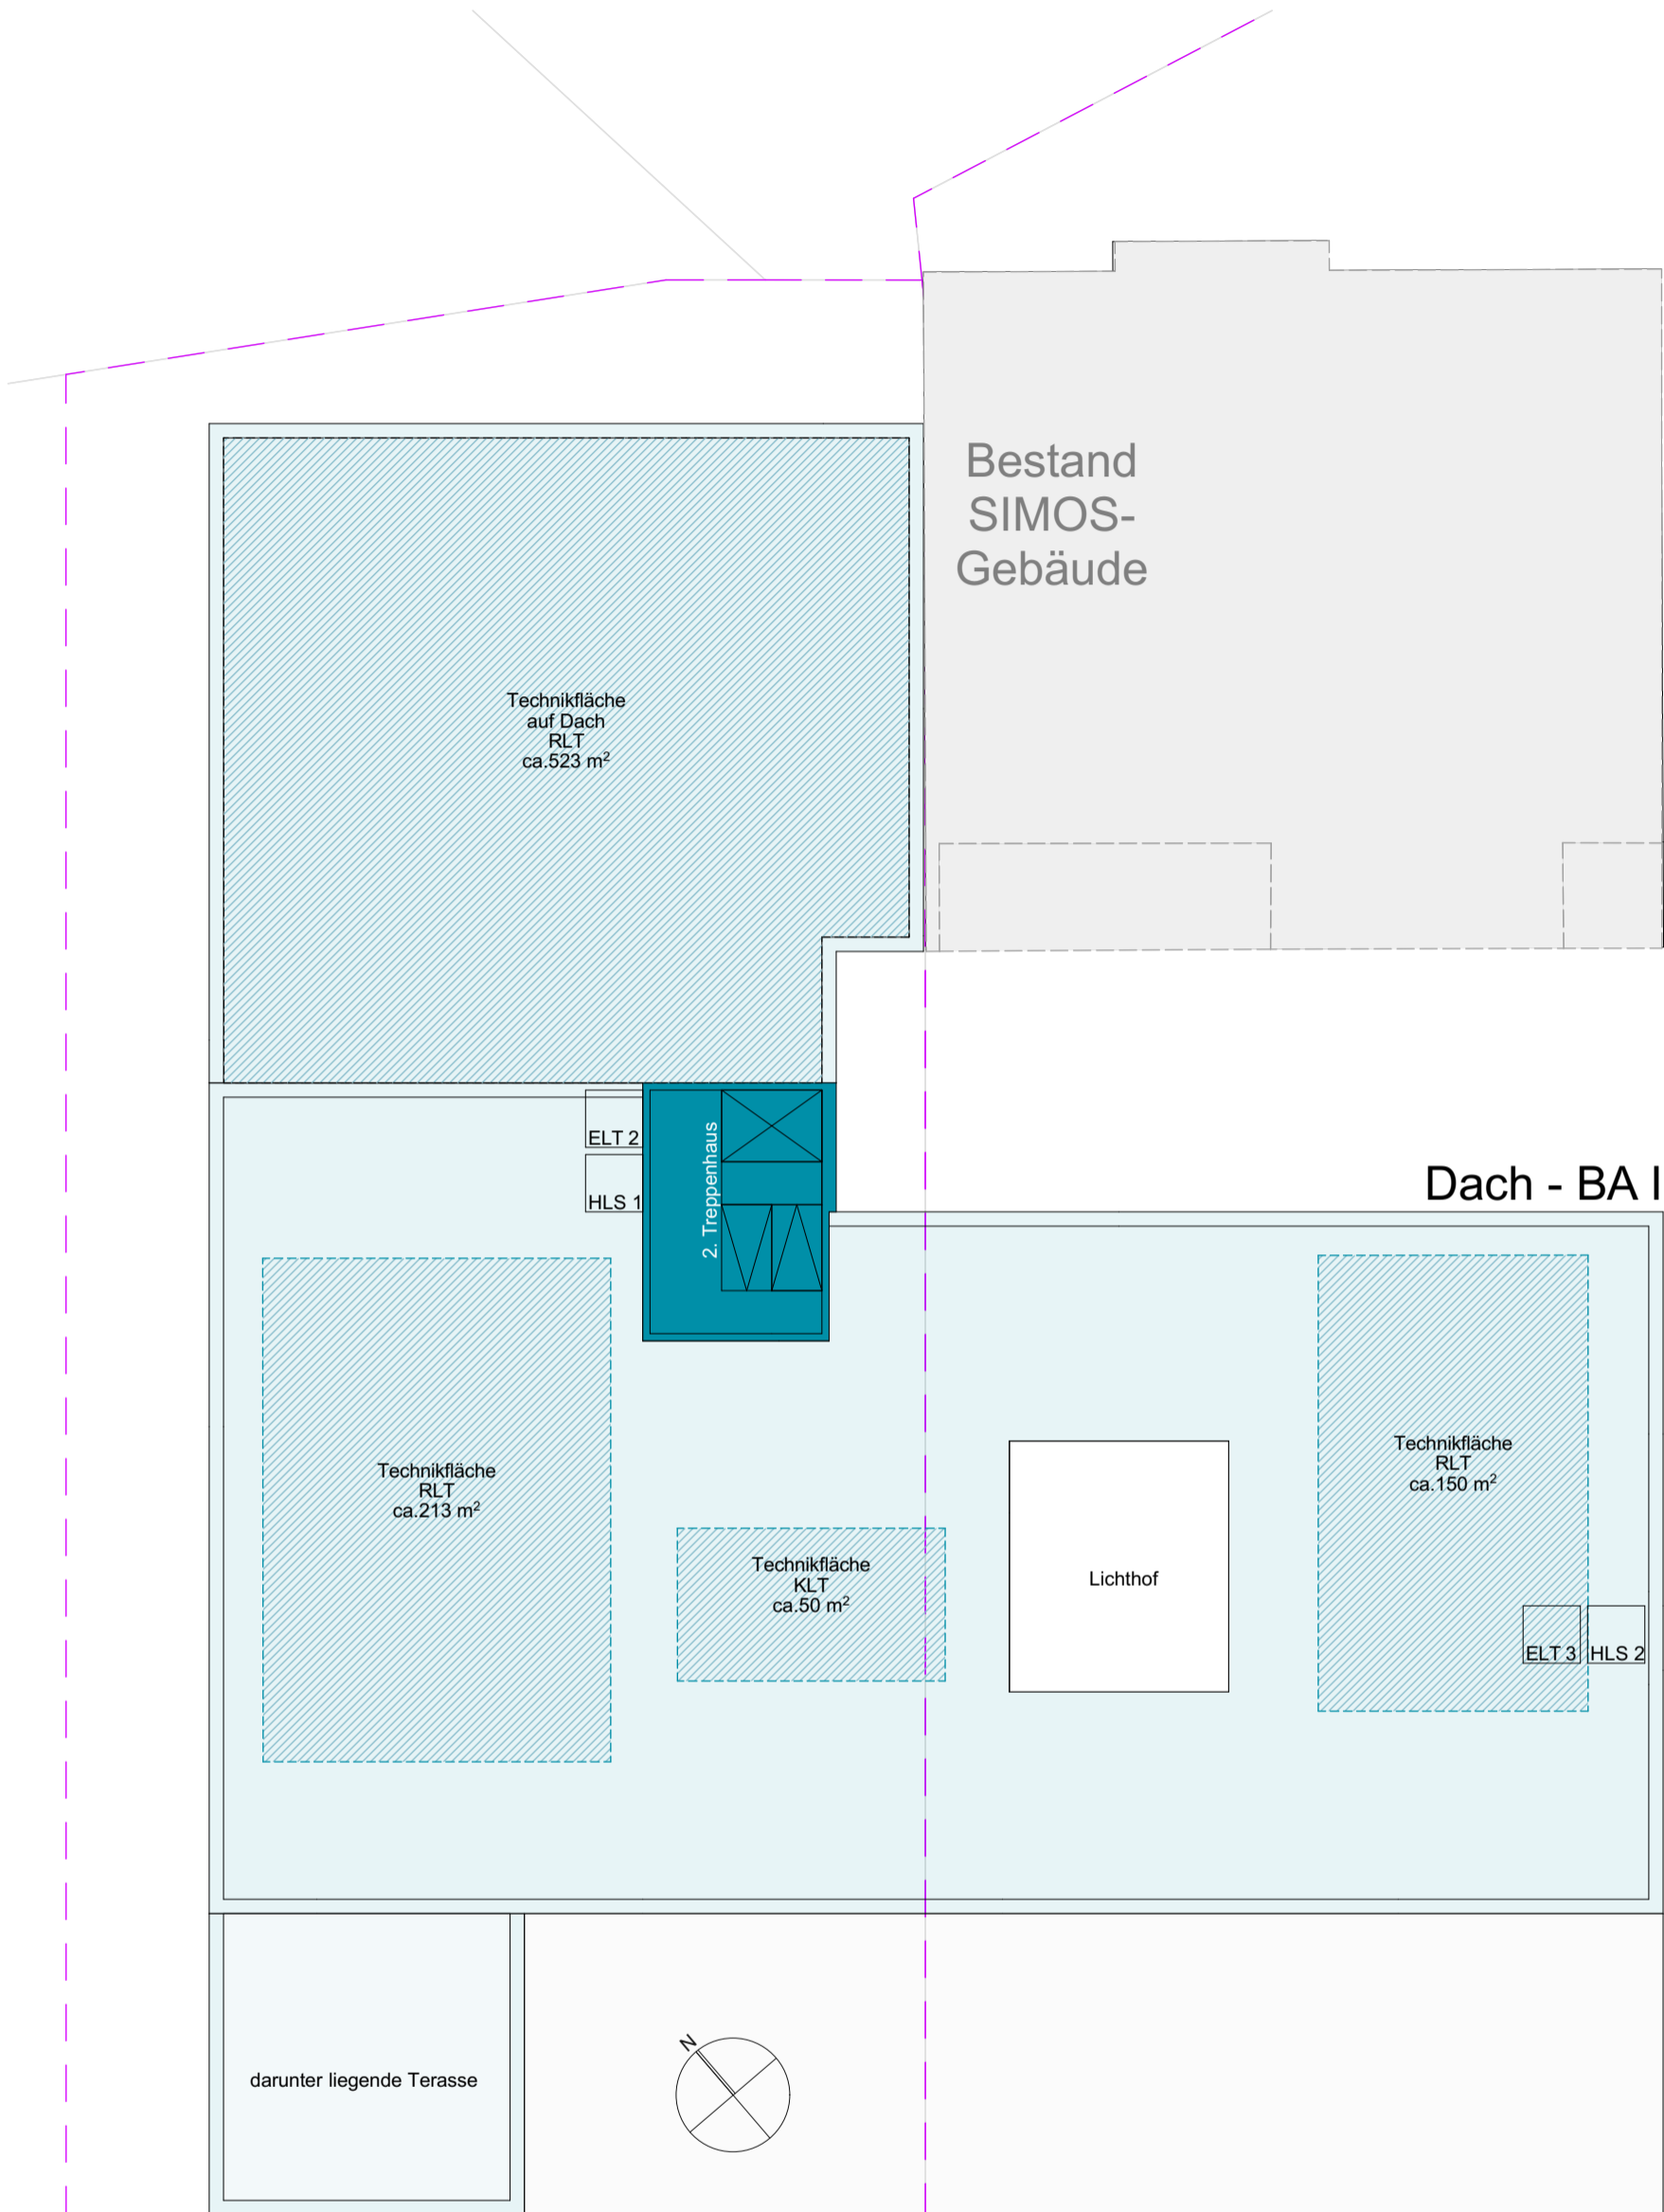 Bestand
SIMOS-
Gebäude
Technikfläche
auf Dach
RLT
ca.523 m²
ELT 2
HLS 1
2. Treppenhaus
Dach - BA I
Technikfläche
RLT
ca.213 m²
Technikfläche
KLT
ca.50 m²
Lichthof
Technikfläche
RLT
ca.150 m²
ELT 3
HLS 2
darunter liegende Terasse
N